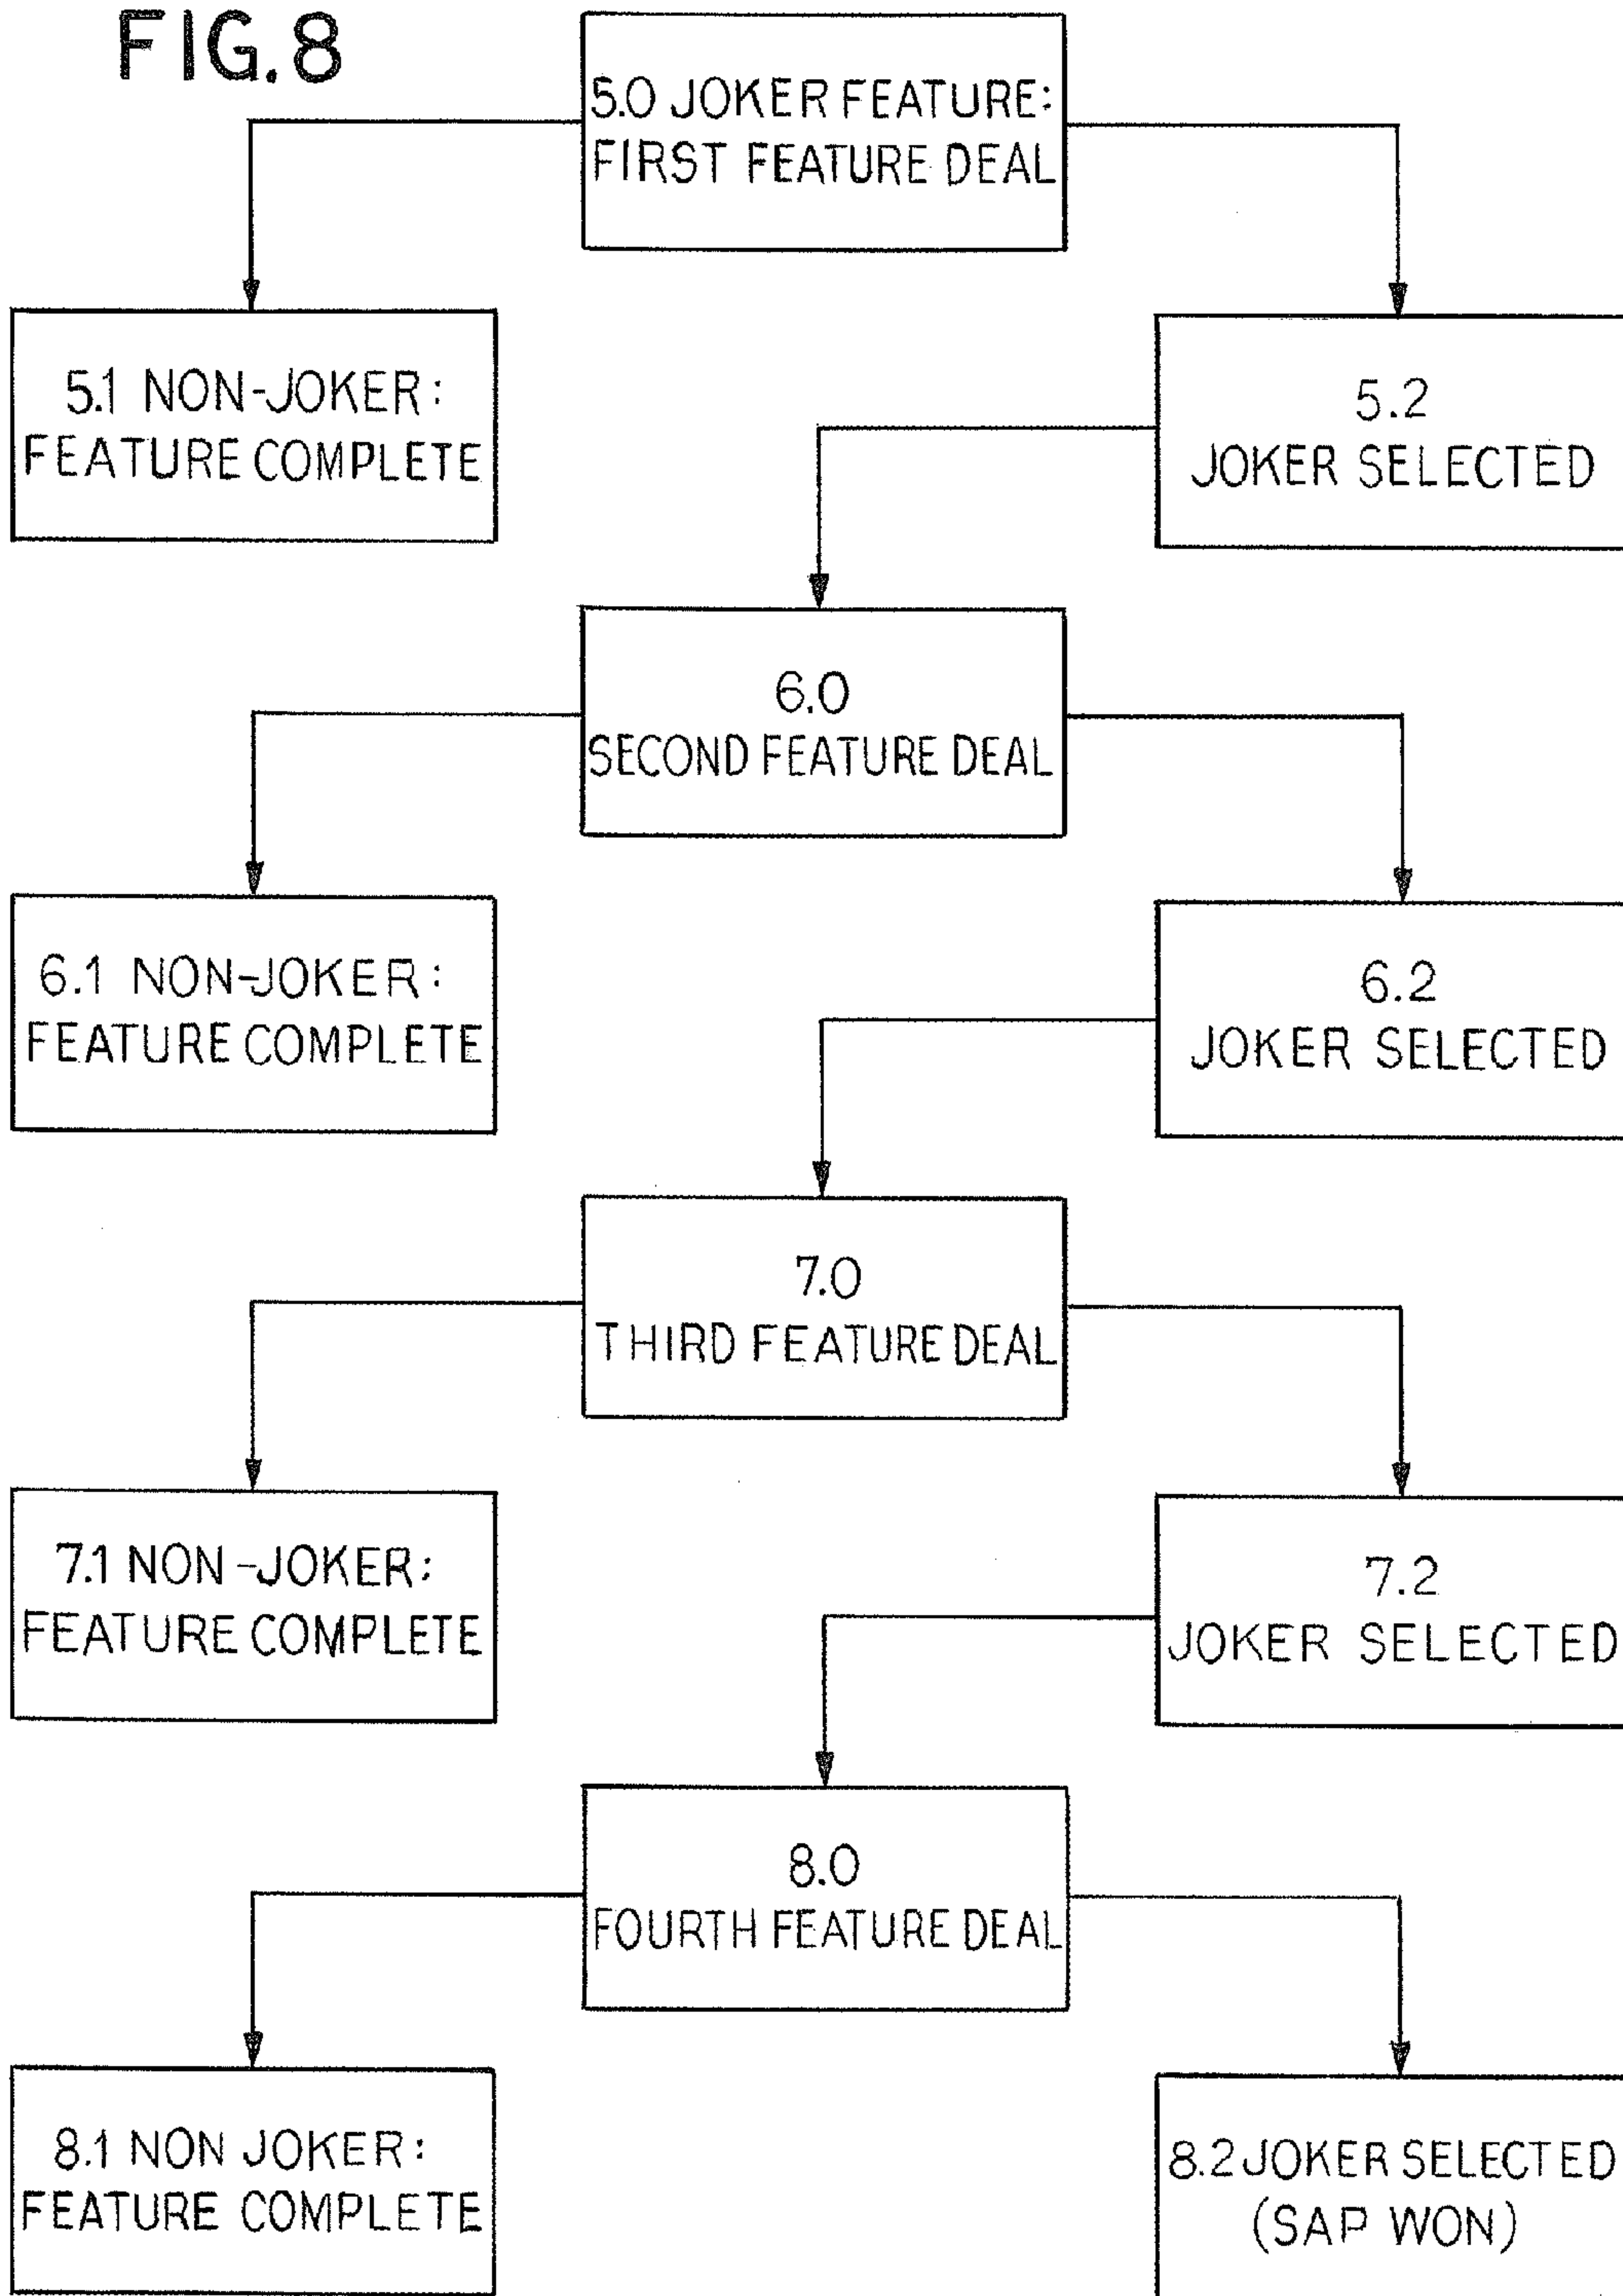 FIG.8
5.0 JOKER FEATURE:
FIRST FEATURE DEAL
5.1 NON-JOKER:
FEATURE COMPLETE
5.2
JOKER SELECTED
6.0
SECOND FEATURE DEAL
6.1 NON-JOKER:
FEATURE COMPLETE
6.2
JOKER SELECTED
7.0
THIRD FEATURE DEAL
7.1 NON-JOKER:
FEATURE COMPLETE
7.2
JOKER SELECTED
8.0
FOURTH FEATURE DEAL
8.1 NON JOKER:
FEATURE COMPLETE
8.2 JOKER SELECTED
(SAP WON)